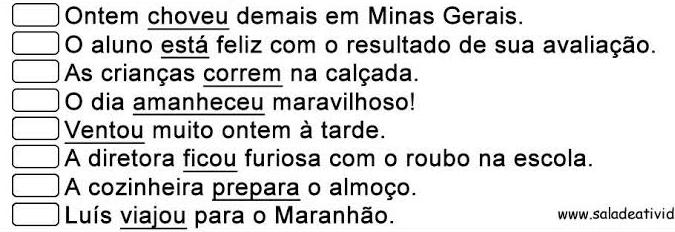 Ontem choveu demais em Minas Gerais.
O aluno está feliz com o resultado de sua avaliação.
As crianças correm na calçada.
O dia amanheceu maravilhoso!
Ventou muito ontem à tarde.
A diretora ficou furiosa com o roubo na escola.
A cozinheira prepara o almoço.
Luís viajou para o Maranhão.
www.saladeativid